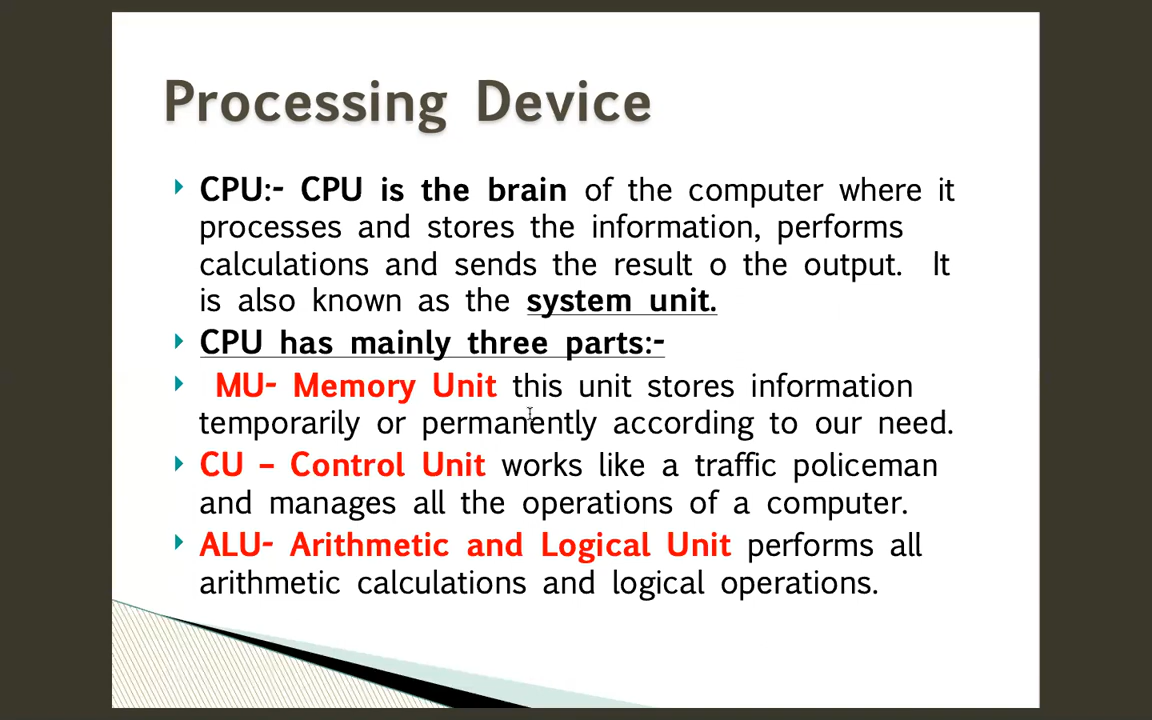 Processing Device
CPU:- CPU is the brain of the computer where it
processes and stores the information, performs
calculations and sends the result o the output. It
is also known as the system unit.
CPU has mainly three parts:-
MU- Memory Unit this unit stores information
temporarily or permanently according to our need.
CU – Control Unit works like a traffic policeman
and manages all the operations of a computer.
ALU- Arithmetic and Logical Unit performs all
arithmetic calculations and logical operations.